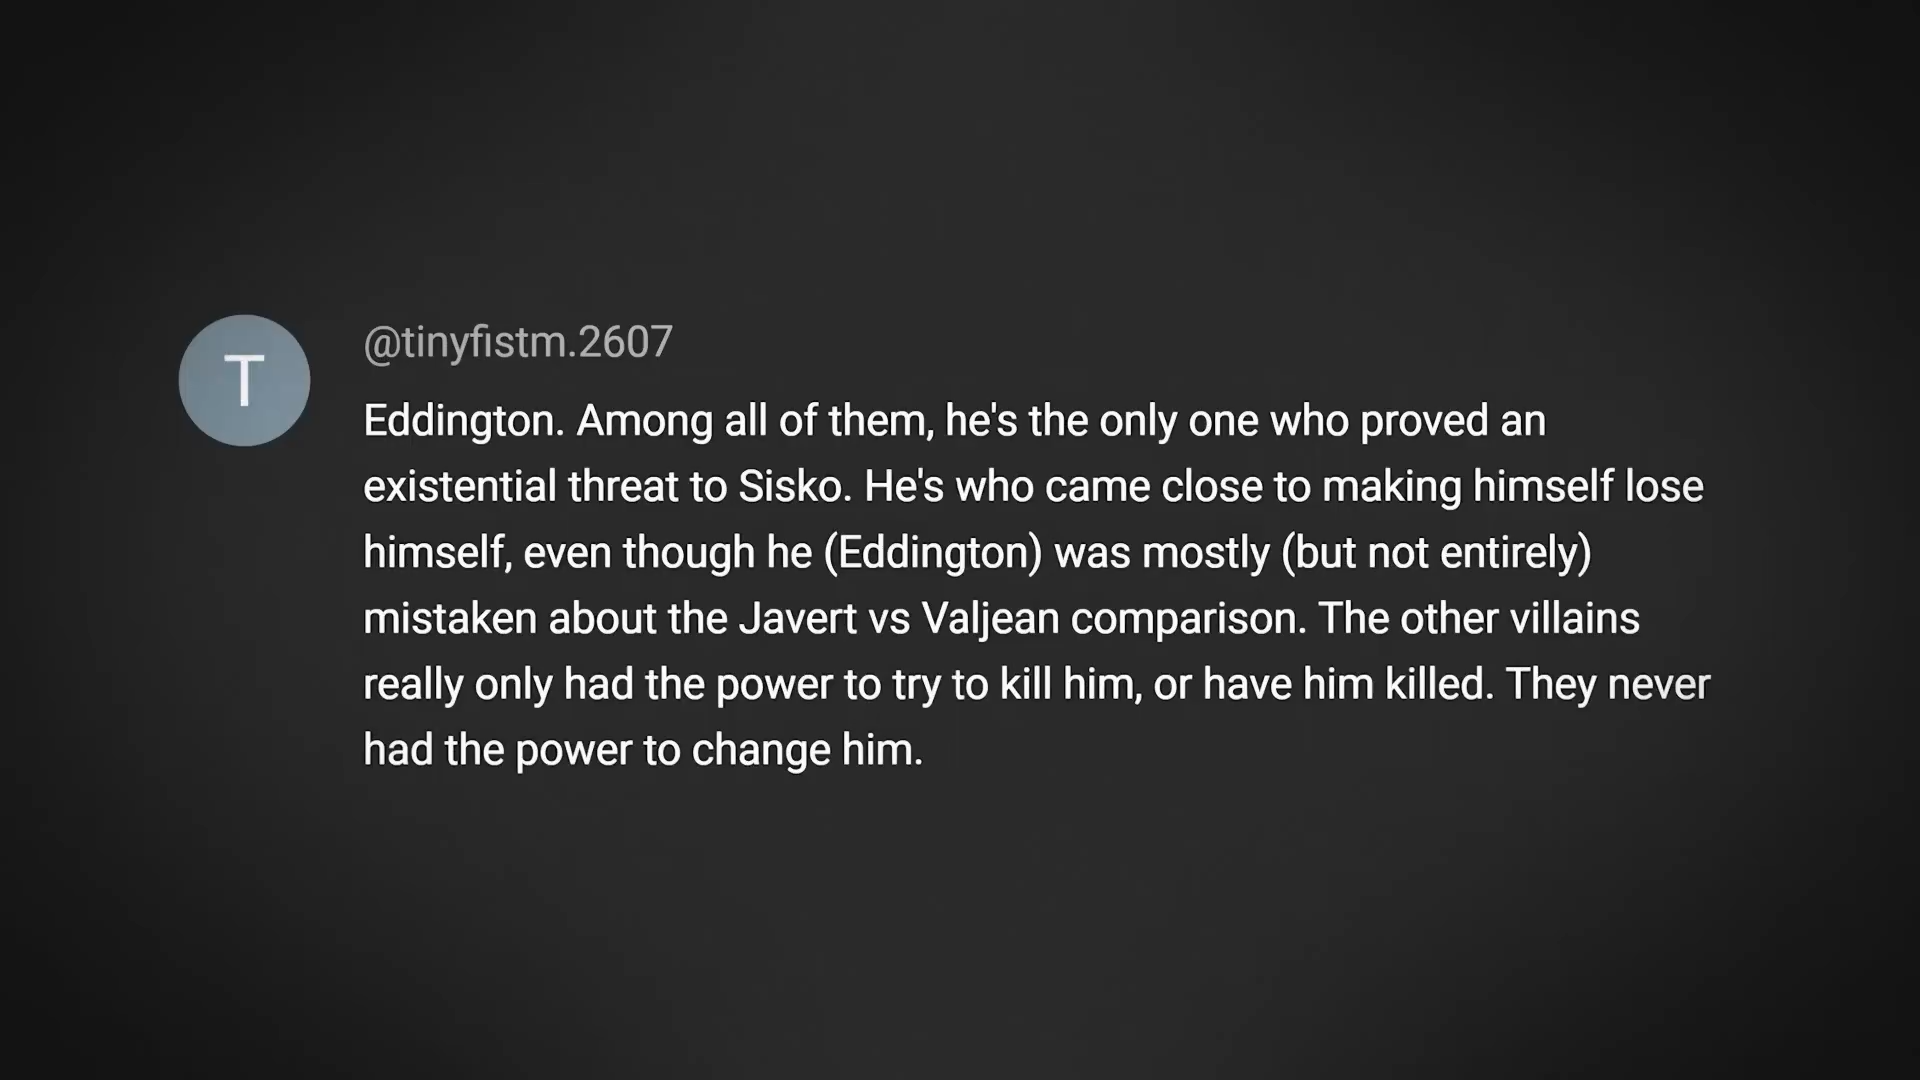 T
@tinyfistm.2607
Eddington. Among all of them, he's the only one who proved an
existential threat to Sisko. He's who came close to making himself lose
himself, even though he (Eddington) was mostly (but not entirely)
mistaken about the Javert vs Valjean comparison. The other villains
really only had the power to try to kill him, or have him killed. They never
had the power to change him.